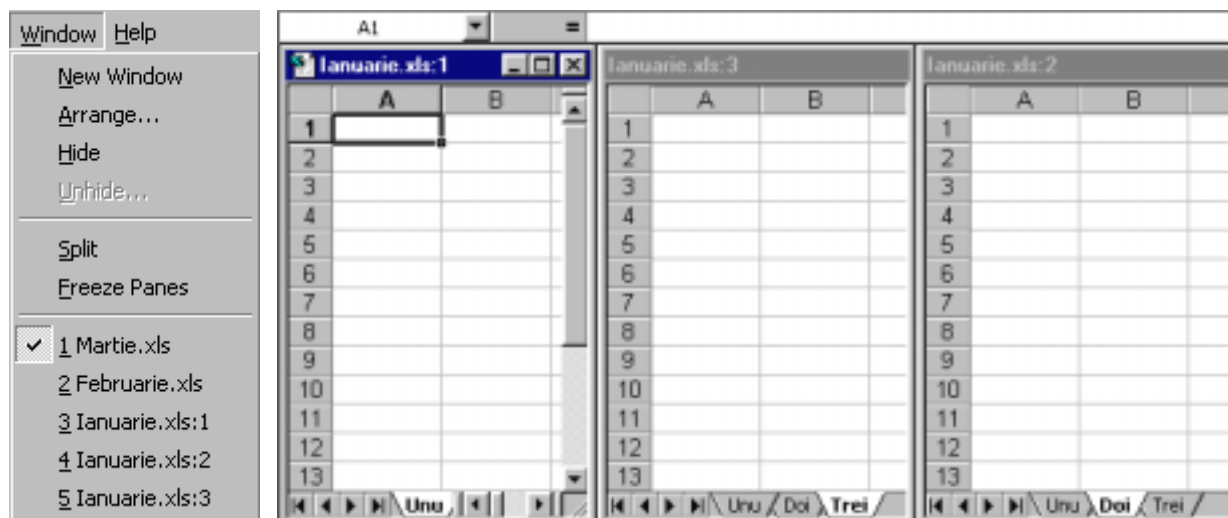 Window Help
New Window
Arrange...
Hide
Unhide...
Split
Freeze Panes
1 Martie.xls
2 Februarie.xls
3 Ianuarie.xls:1
4 Ianuarie.xls:2
5 Ianuarie.xls:3
A1 =
Ianuarie.xls:1
A B
1
2
3
4
5
6
7
8
9
10
11
12
13
Unu
Ianuarie.xls:3
A B
1
2
3
4
5
6
7
8
9
10
11
12
13
Unu Doi Trei
Ianuarie.xls:2
A B
1
2
3
4
5
6
7
8
9
10
11
12
13
Unu Doi Trei